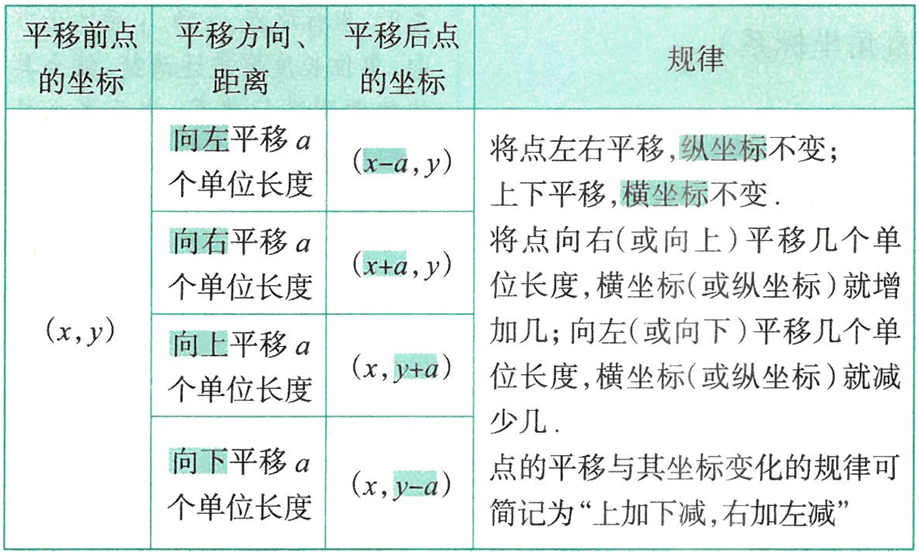 平移前点的坐标
平移方向、距离
平移后点的坐标
规律
(x,y)
向左平移a
个单位长度
(x-a,y)
向右平移a
个单位长度
(x+a,y)
向上平移a
个单位长度
(x,y+a)
向下平移a
个单位长度
(x,y-a)
将点左右平移,纵坐标不变;
上下平移,横坐标不变.
将点向右(或向上)平移几个单
位长度,横坐标(或纵坐标)就增
加几;向左(或向下)平移几个单
位长度,横坐标(或纵坐标)就减
少几.
点的平移与其坐标变化的规律可
简记为“上加下减,右加左减”